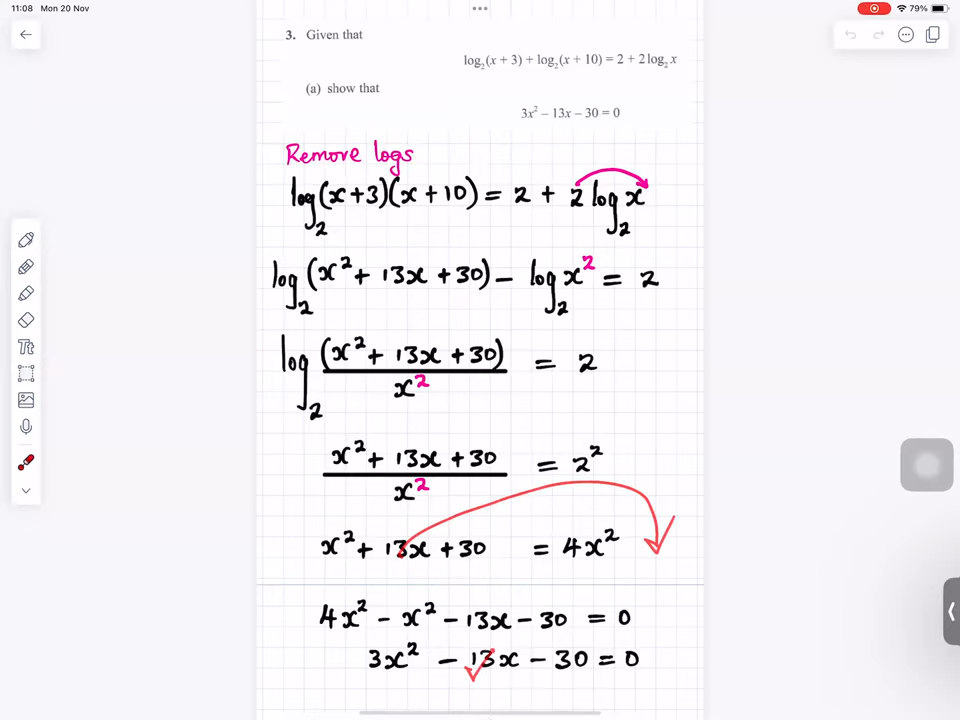 11:08 Mon 20 Nov
79%
3. Given that
log₂(x + 3) + log₂(x + 10) = 2 + 2 log₂ x
(a) show that
3x² – 13x – 30 = 0
Remove logs
log₂(x+3)(x+10) = 2 + 2 log₂ x
log₂(x² + 13x + 30) – log₂ x² = 2
log₂ (x² + 13x + 30) / x² = 2
x² + 13x + 30 / x² = 2²
x² + 13x + 30 = 4x²
4x² – x² – 13x – 30 = 0
3x² – 13x – 30 = 0
Tt